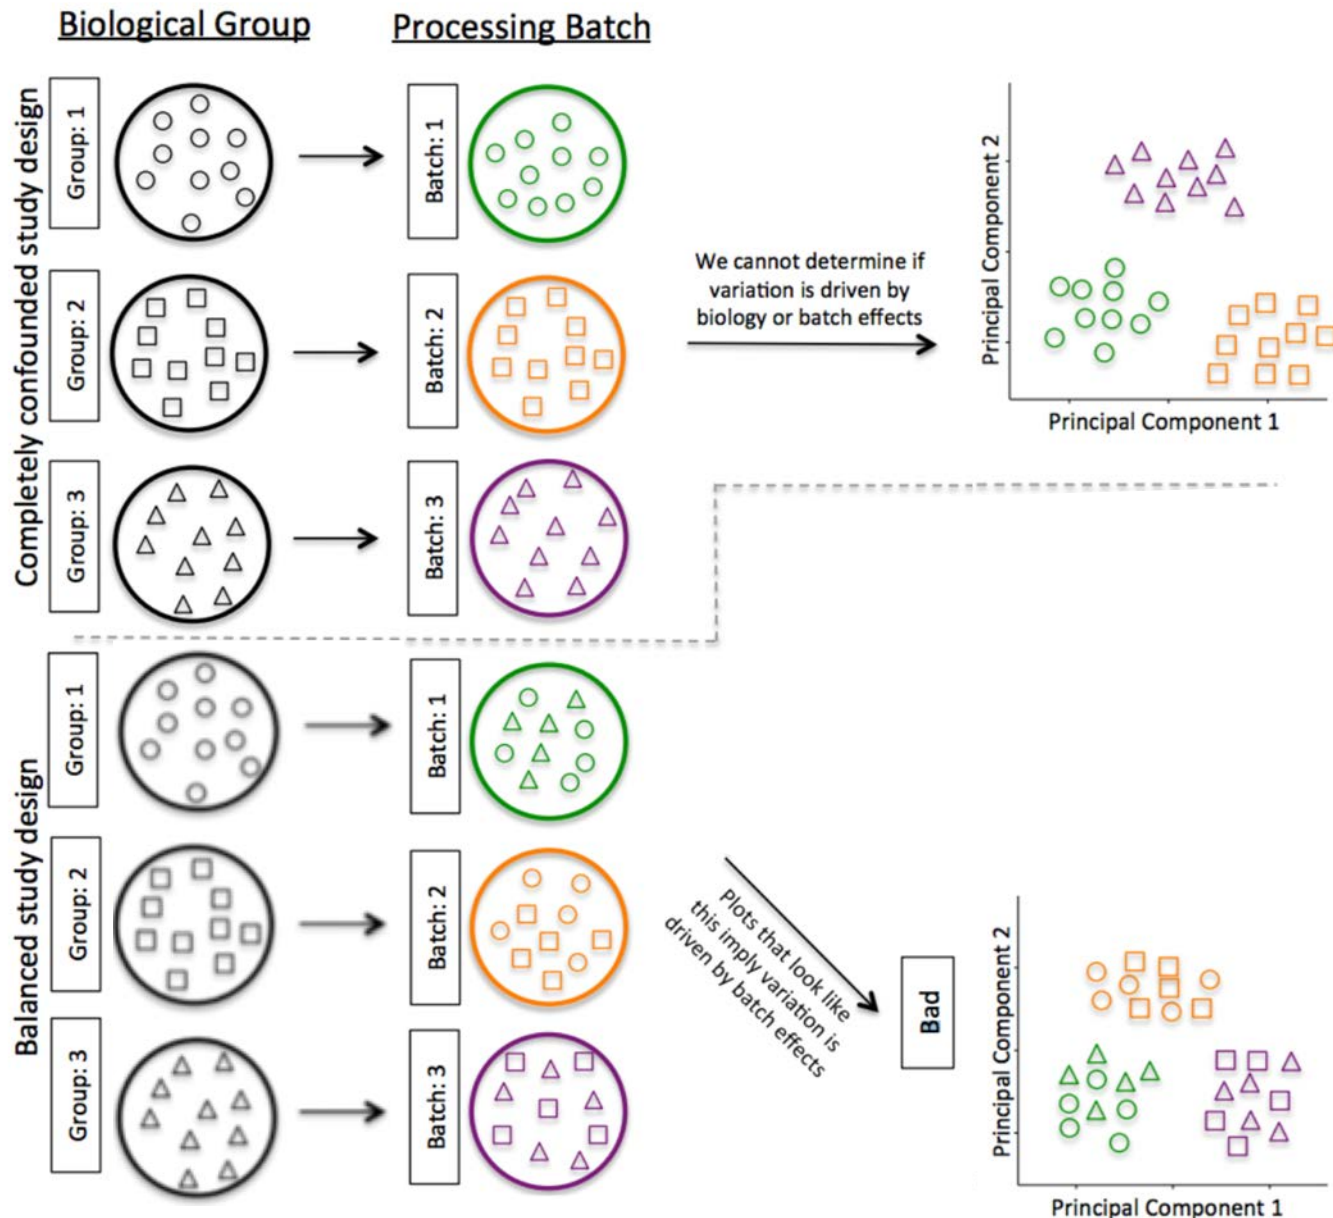 Biological Group
Processing Batch
Completely confounded study design
Group: 1
Batch: 1
Group: 2
Batch: 2
Group: 3
Batch: 3
We cannot determine if
variation is driven by
biology or batch effects
Principal Component 2
Principal Component 1
Balanced study design
Group: 1
Batch: 1
Group: 2
Batch: 2
Group: 3
Batch: 3
Plots that look like
this imply variation is
driven by batch effects
Bad
Principal Component 2
Principal Component 1